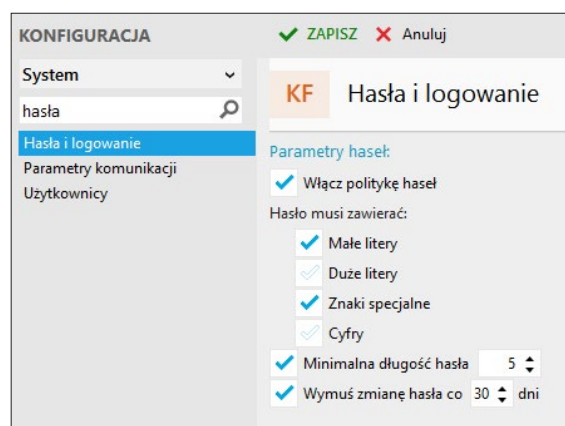 KONFIGURACJA
ZAPISZ Anuluj
System
hasła
Hasła i logowanie
Parametry komunikacji
Użytkownicy
KF Hasła i logowanie
Parametry haseł:
Włącz politykę haseł
Hasło musi zawierać:
Małe litery
Duże litery
Znaki specjalne
Cyfry
Minimalna długość hasła 5
Wymuś zmianę hasła co 30 dni